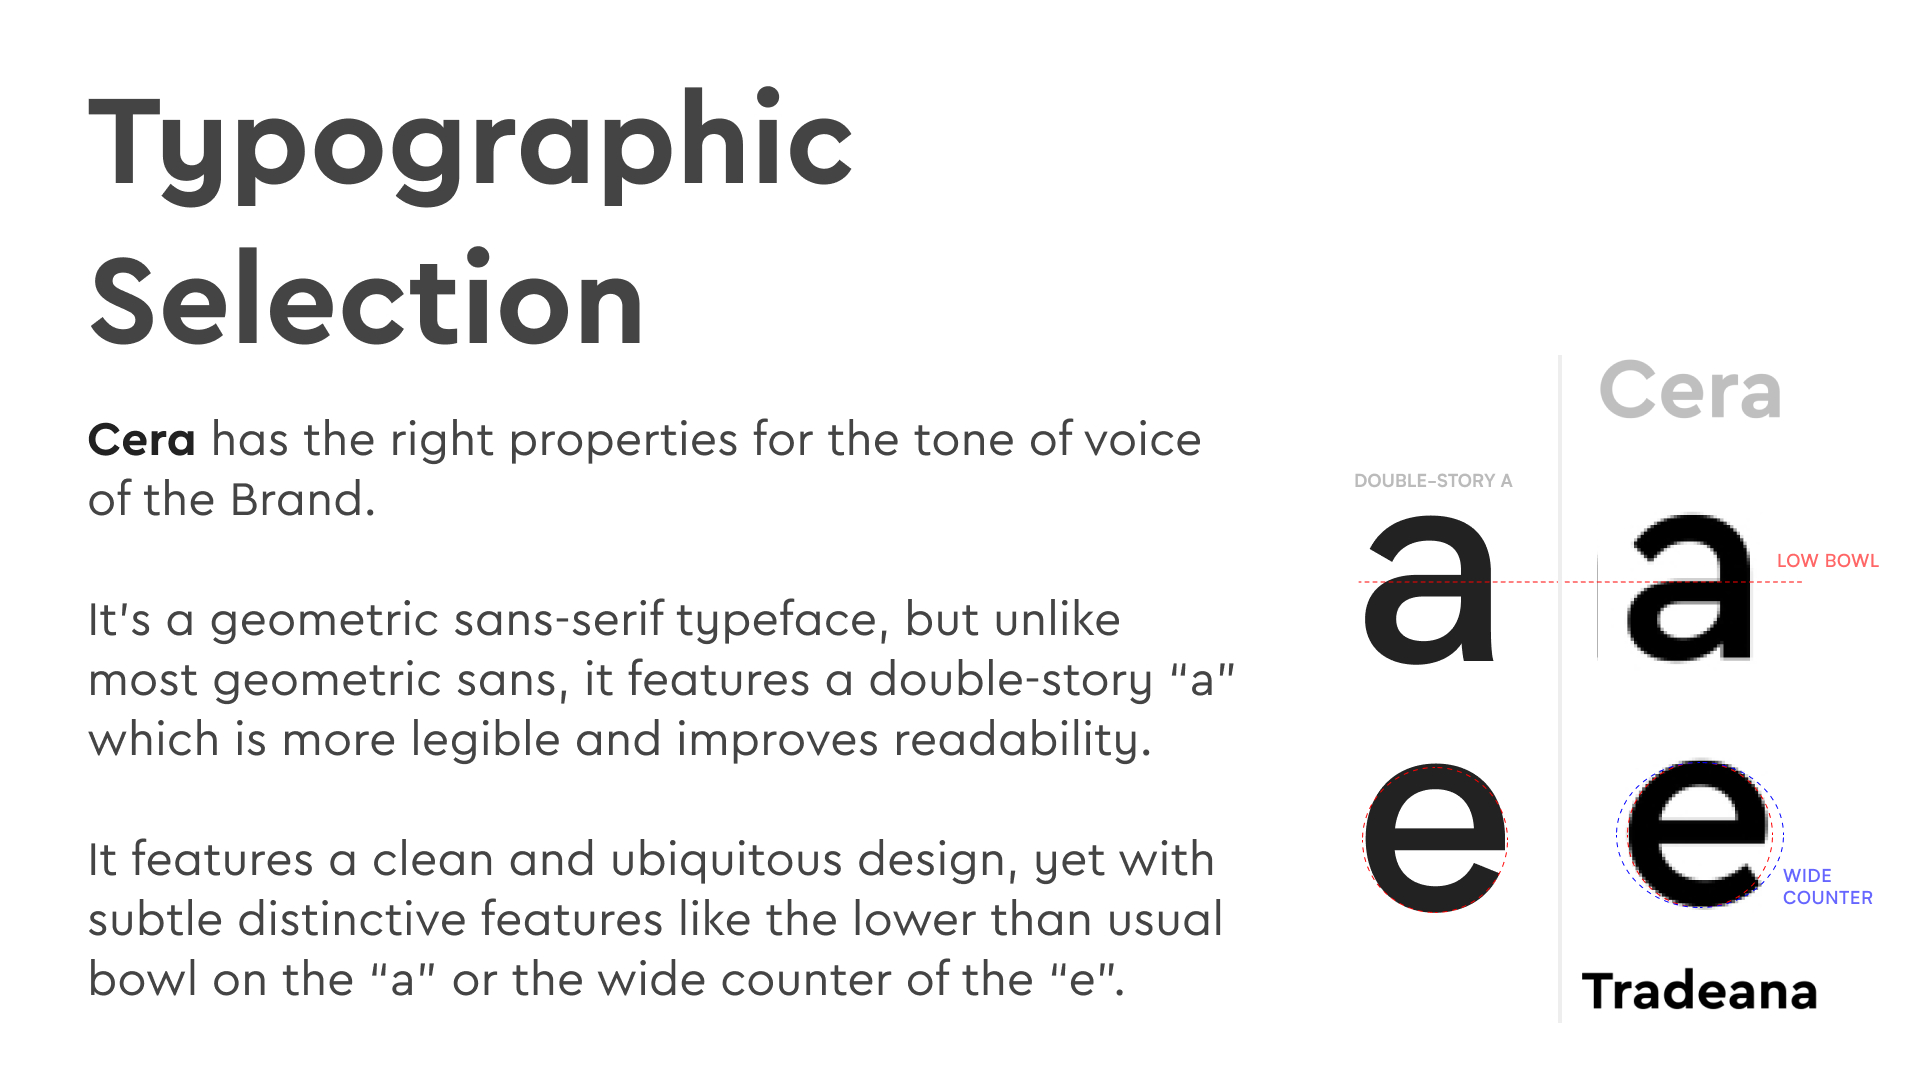 Typographic
Selection
Cera has the right properties for the tone of voice
of the Brand.
It’s a geometric sans-serif typeface, but unlike
most geometric sans, it features a double-story “a”
which is more legible and improves readability.
It features a clean and ubiquitous design, yet with
subtle distinctive features like the lower than usual
bowl on the “a” or the wide counter of the “e”.
Cera
DOUBLE-STORY A
a
a
LOW BOWL
e
e
WIDE
COUNTER
Tradeana